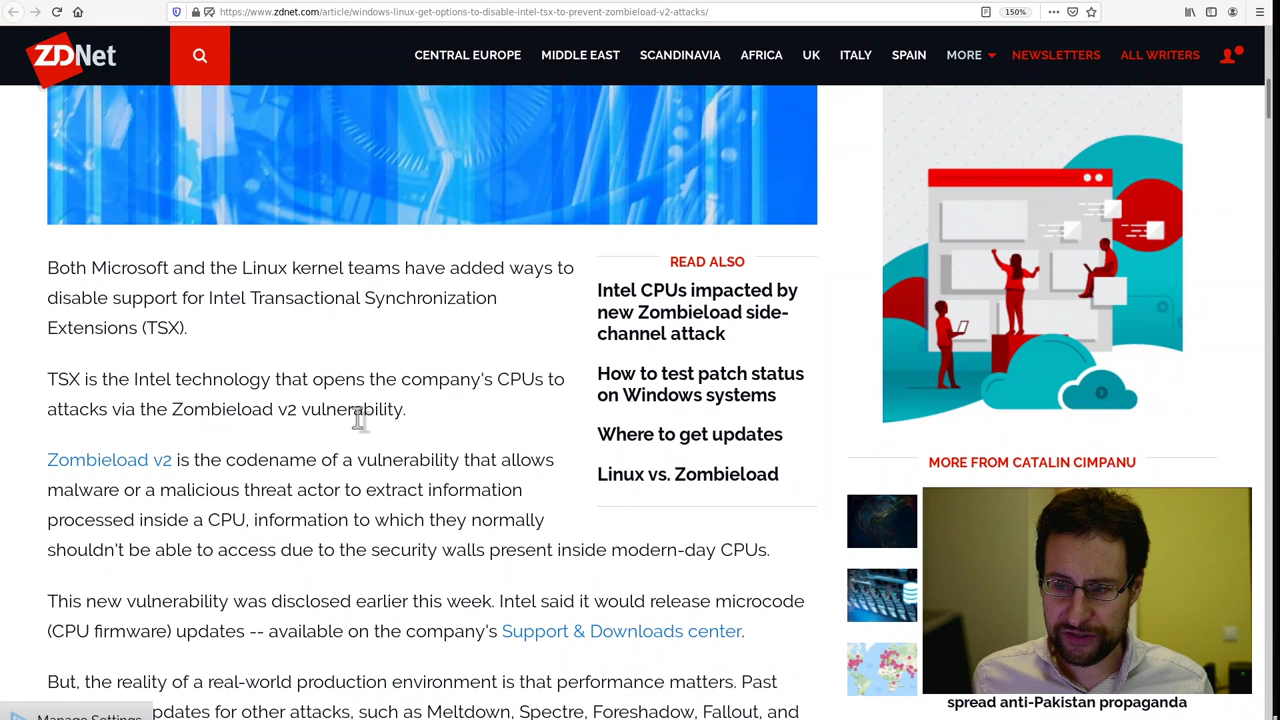 https://www.zdnet.com/article/windows-linux-get-options-to-disable-intel-tsx-to-prevent-zombieload-v2-attacks/
150%
ZDNet
CENTRAL EUROPE
MIDDLE EAST
SCANDINAVIA
AFRICA
UK
ITALY
SPAIN
MORE
NEWSLETTERS
ALL WRITERS
Both Microsoft and the Linux kernel teams have added ways to
disable support for Intel Transactional Synchronization
Extensions (TSX).
TSX is the Intel technology that opens the company's CPUs to
attacks via the Zombieload v2 vulnerability.
Zombieload v2 is the codename of a vulnerability that allows
malware or a malicious threat actor to extract information
processed inside a CPU, information to which they normally
shouldn't be able to access due to the security walls present inside modern-day CPUs.
This new vulnerability was disclosed earlier this week. Intel said it would release microcode
(CPU firmware) updates -- available on the company's Support & Downloads center.
But, the reality of a real-world production environment is that performance matters. Past
pdates for other attacks, such as Meltdown, Spectre, Foreshadow, Fallout, and
Manage Settings
READ ALSO
Intel CPUs impacted by
new Zombieload side-
channel attack
How to test patch status
on Windows systems
Where to get updates
Linux vs. Zombieload
MORE FROM CATALIN CIMPANU
spread anti-Pakistan propaganda